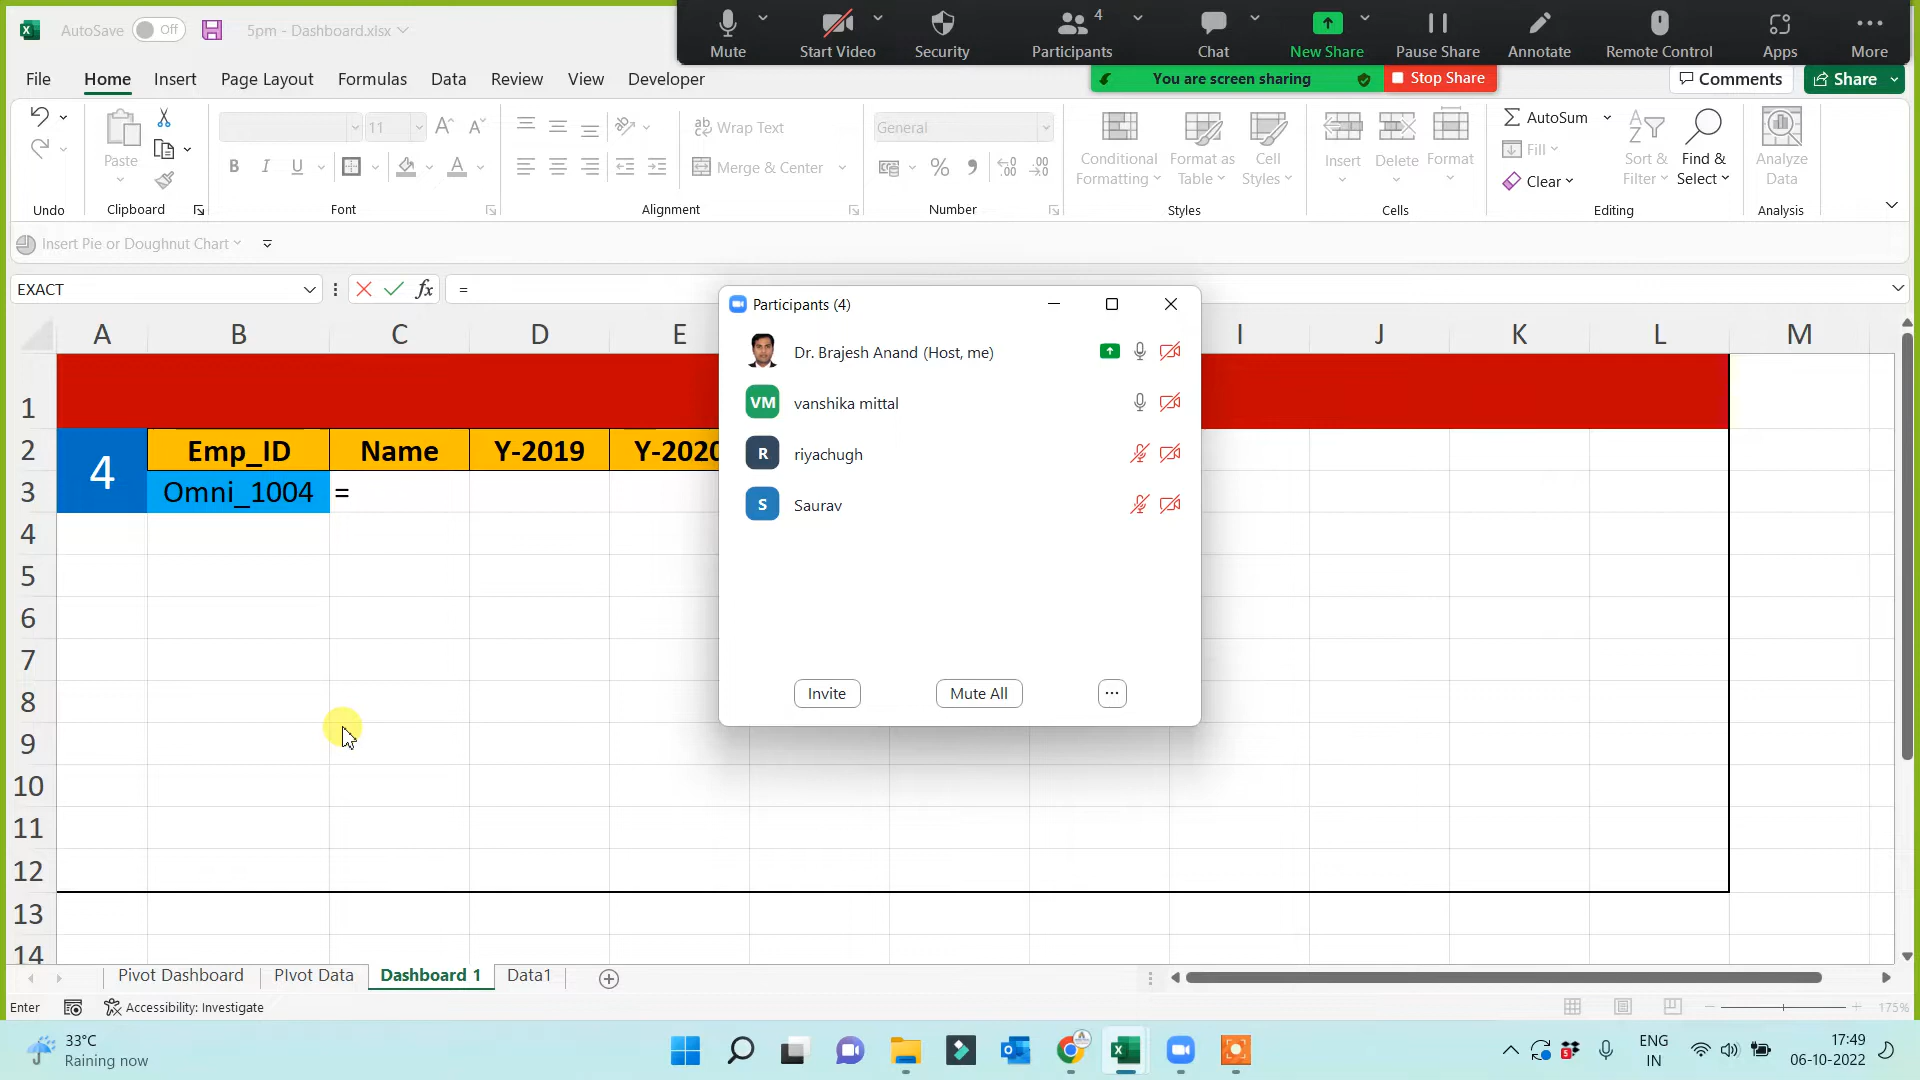 AutoSave Off 5pm - Dashboard.xlsx
Mute Start Video Security Participants 4 Chat New Share Pause Share Annotate Remote Control Apps More
File Home Insert Page Layout Formulas Data Review View Developer
You are screen sharing Stop Share
Comments Share
11
Wrap Text
General
AutoSum
B I U
Merge & Center
Paste
Conditional Formatting
Format as Table
Cell Styles
Insert Delete Format
Fill
Clear
Sort & Filter
Find & Select
Analyze Data
Undo Clipboard Font Alignment Number Styles Cells Editing Analysis
Insert Pie or Doughnut Chart
EXACT fx =
Participants (4)
Dr. Brajesh Anand (Host, me)
VM vanshika mittal
R riyachugh
S Saurav
Invite Mute All
A B C D E I J K L M
1
2 4 Emp_ID Name Y-2019 Y-2020
3 Omni_1004 =
4
5
6
7
8
9
10
11
12
13
14
Pivot Dashboard PIvot Data Dashboard 1 Data1
Enter Accessibility: Investigate 175%
33°C
Raining now
ENG
IN
17:49
06-10-2022